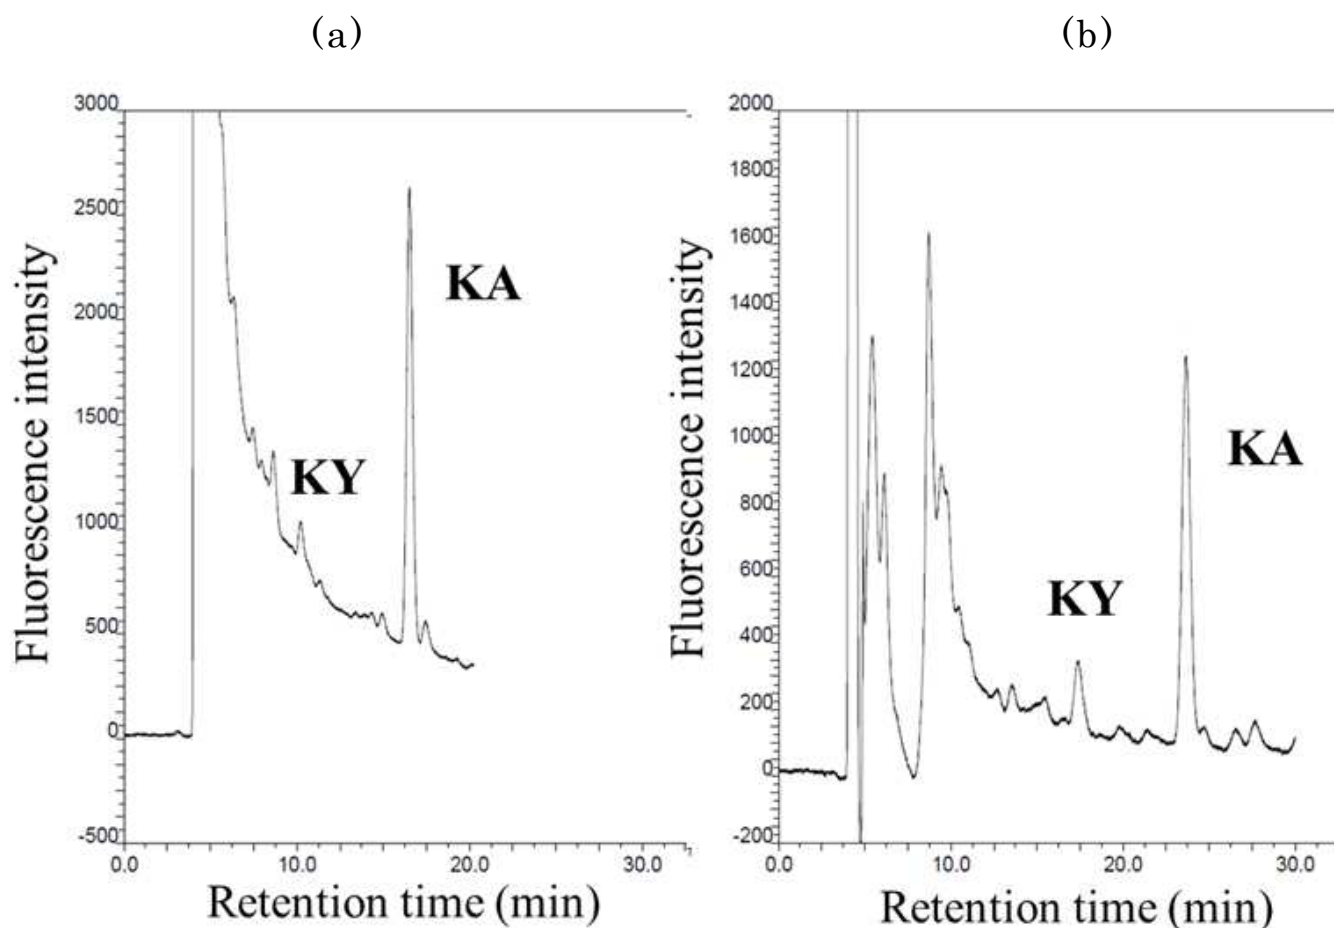 (a)
3000
2500
2000
1500
1000
500
0
-500
0.0 10.0 20.0 30.0
KY
KA
Fluorescence intensity
Retention time (min)
(b)
2000
1800
1600
1400
1200
1000
800
600
400
200
0
-200
0.0 10.0 20.0 30.0
KY
KA
Fluorescence intensity
Retention time (min)